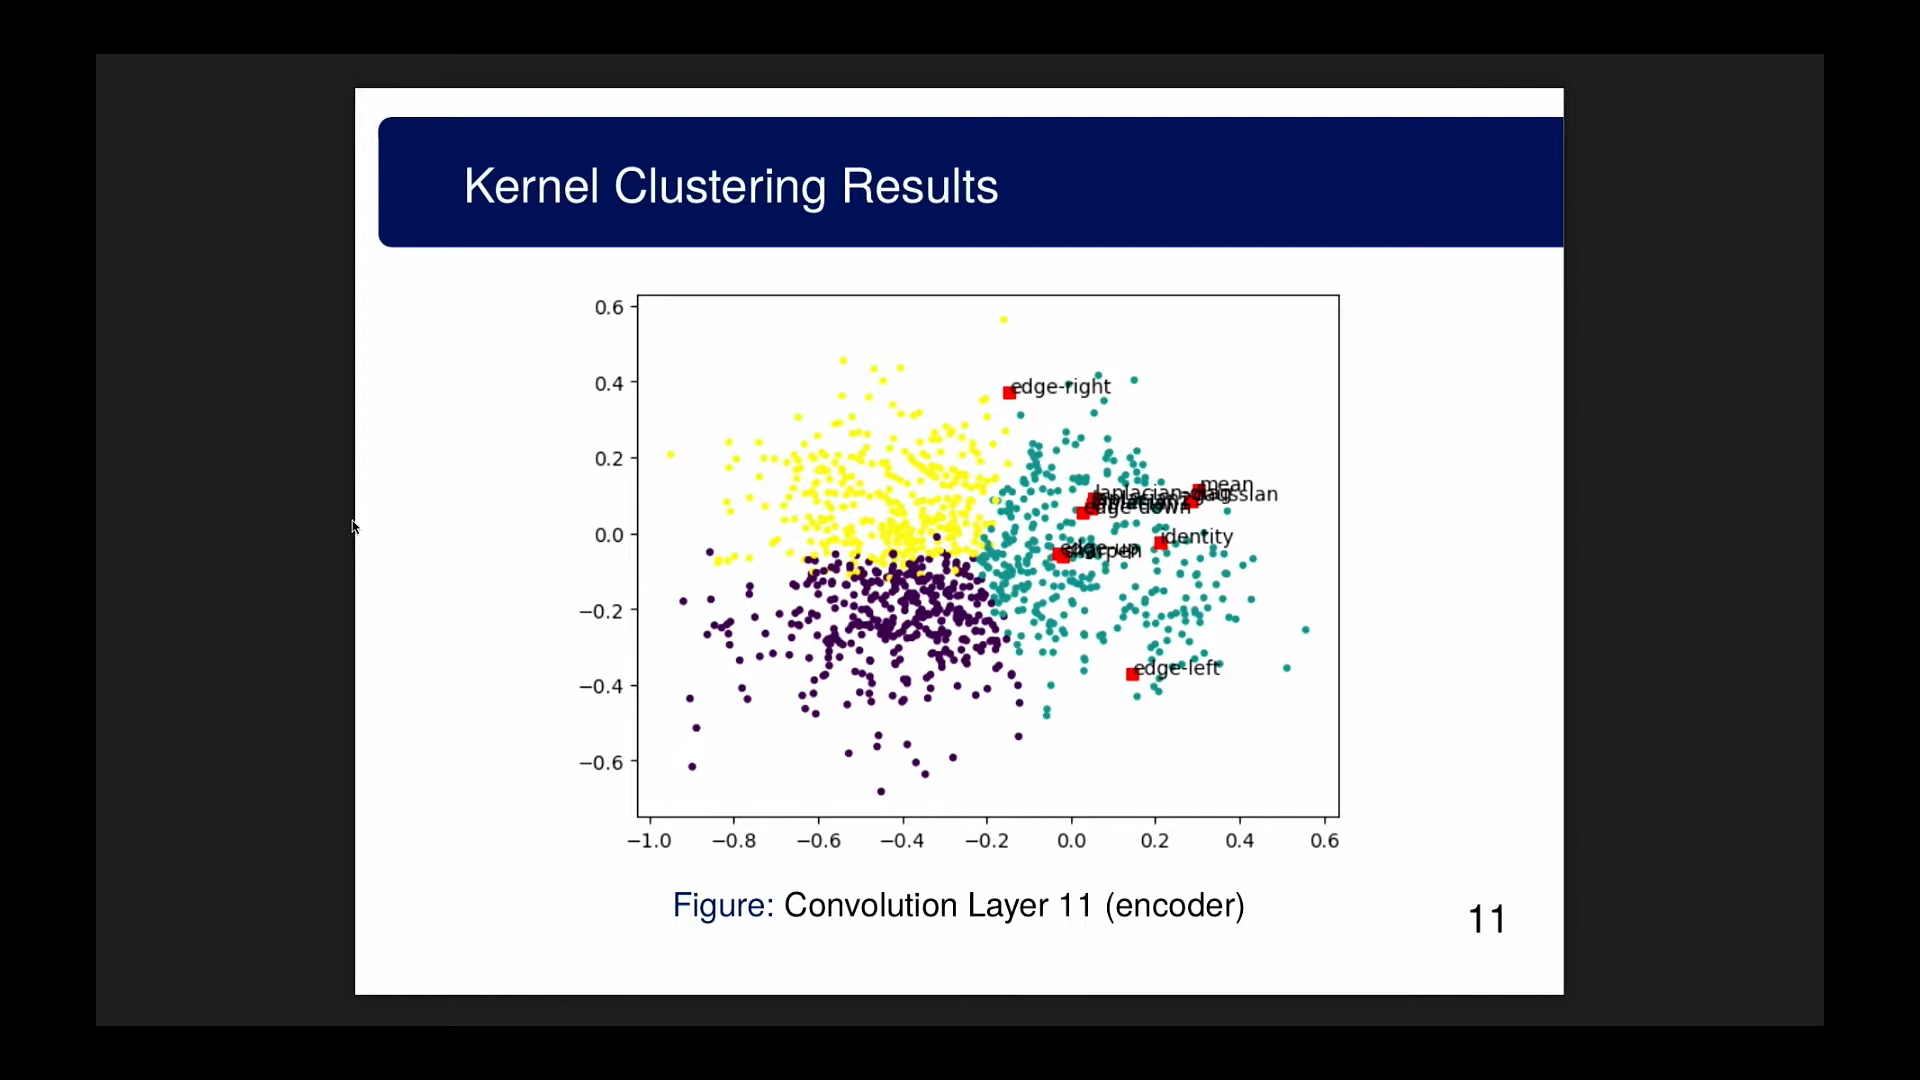 Kernel Clustering Results
0.6
0.4
0.2
0.0
−0.2
−0.4
−0.6
edge-right
mean
edge-down
identity
edge-up
sharpen
edge-left
−1.0 −0.8 −0.6 −0.4 −0.2 0.0 0.2 0.4 0.6
Figure: Convolution Layer 11 (encoder)
11